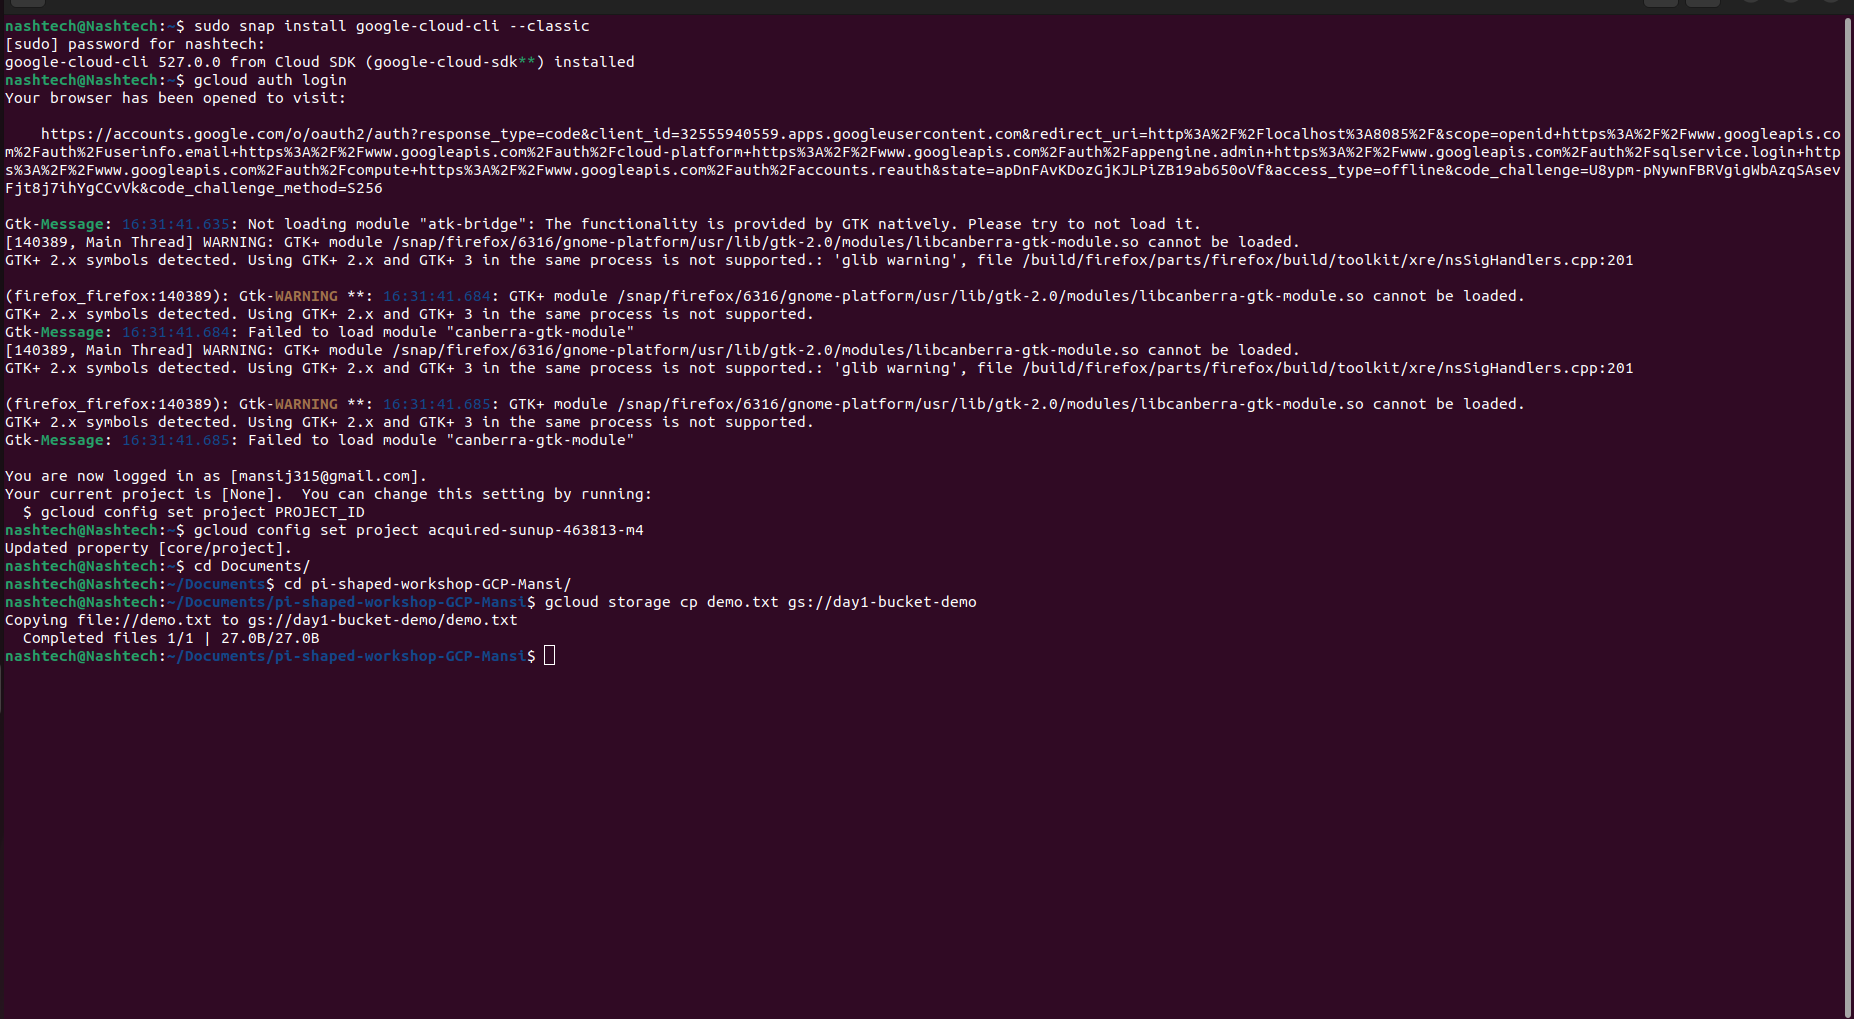 nashtech@Nashtech:~$ sudo snap install google-cloud-cli --classic
[sudo] password for nashtech:
google-cloud-cli 527.0.0 from Cloud SDK (google-cloud-sdk**) installed
nashtech@Nashtech:~$ gcloud auth login
Your browser has been opened to visit:
https://accounts.google.com/o/oauth2/auth?response_type=code&client_id=32555940559.apps.googleusercontent.com&redirect_uri=http%3A%2F%2Flocalhost%3A8085%2F&scope=openid+https%3A%2F%2Fwww.googleapis.co
m%2Fauth%2Fuserinfo.email+https%3A%2F%2Fwww.googleapis.com%2Fauth%2Fcloud-platform+https%3A%2F%2Fwww.googleapis.com%2Fauth%2Fappengine.admin+https%3A%2F%2Fwww.googleapis.com%2Fauth%2Fsqlservice.login+http
s%3A%2F%2Fwww.googleapis.com%2Fauth%2Fcompute+https%3A%2F%2Fwww.googleapis.com%2Fauth%2Faccounts.reauth&state=apDnFAvKDozGjKJLPiZB19ab650oVf&access_type=offline&code_challenge=U8ypm-pNywnFBRVgigWbAzqSAsev
Fjt8j7ihYgCCvVk&code_challenge_method=S256
Gtk-Message: 16:31:41.635: Not loading module "atk-bridge": The functionality is provided by GTK natively. Please try to not load it.
[140389, Main Thread] WARNING: GTK+ module /snap/firefox/6316/gnome-platform/usr/lib/gtk-2.0/modules/libcanberra-gtk-module.so cannot be loaded.
GTK+ 2.x symbols detected. Using GTK+ 2.x and GTK+ 3 in the same process is not supported.: 'glib warning', file /build/firefox/parts/firefox/build/toolkit/xre/nsSigHandlers.cpp:201
(firefox_firefox:140389): Gtk-WARNING **: 16:31:41.684: GTK+ module /snap/firefox/6316/gnome-platform/usr/lib/gtk-2.0/modules/libcanberra-gtk-module.so cannot be loaded.
GTK+ 2.x symbols detected. Using GTK+ 2.x and GTK+ 3 in the same process is not supported.
Gtk-Message: 16:31:41.684: Failed to load module "canberra-gtk-module"
[140389, Main Thread] WARNING: GTK+ module /snap/firefox/6316/gnome-platform/usr/lib/gtk-2.0/modules/libcanberra-gtk-module.so cannot be loaded.
GTK+ 2.x symbols detected. Using GTK+ 2.x and GTK+ 3 in the same process is not supported.: 'glib warning', file /build/firefox/parts/firefox/build/toolkit/xre/nsSigHandlers.cpp:201
(firefox_firefox:140389): Gtk-WARNING **: 16:31:41.685: GTK+ module /snap/firefox/6316/gnome-platform/usr/lib/gtk-2.0/modules/libcanberra-gtk-module.so cannot be loaded.
GTK+ 2.x symbols detected. Using GTK+ 2.x and GTK+ 3 in the same process is not supported.
Gtk-Message: 16:31:41.685: Failed to load module "canberra-gtk-module"
You are now logged in as [mansij315@gmail.com].
Your current project is [None].  You can change this setting by running:
$ gcloud config set project PROJECT_ID
nashtech@Nashtech:~$ gcloud config set project acquired-sunup-463813-m4
Updated property [core/project].
nashtech@Nashtech:~$ cd Documents/
nashtech@Nashtech:~/Documents$ cd pi-shaped-workshop-GCP-Mansi/
nashtech@Nashtech:~/Documents/pi-shaped-workshop-GCP-Mansi$ gcloud storage cp demo.txt gs://day1-bucket-demo
Copying file://demo.txt to gs://day1-bucket-demo/demo.txt
Completed files 1/1 | 27.0B/27.0B
nashtech@Nashtech:~/Documents/pi-shaped-workshop-GCP-Mansi$